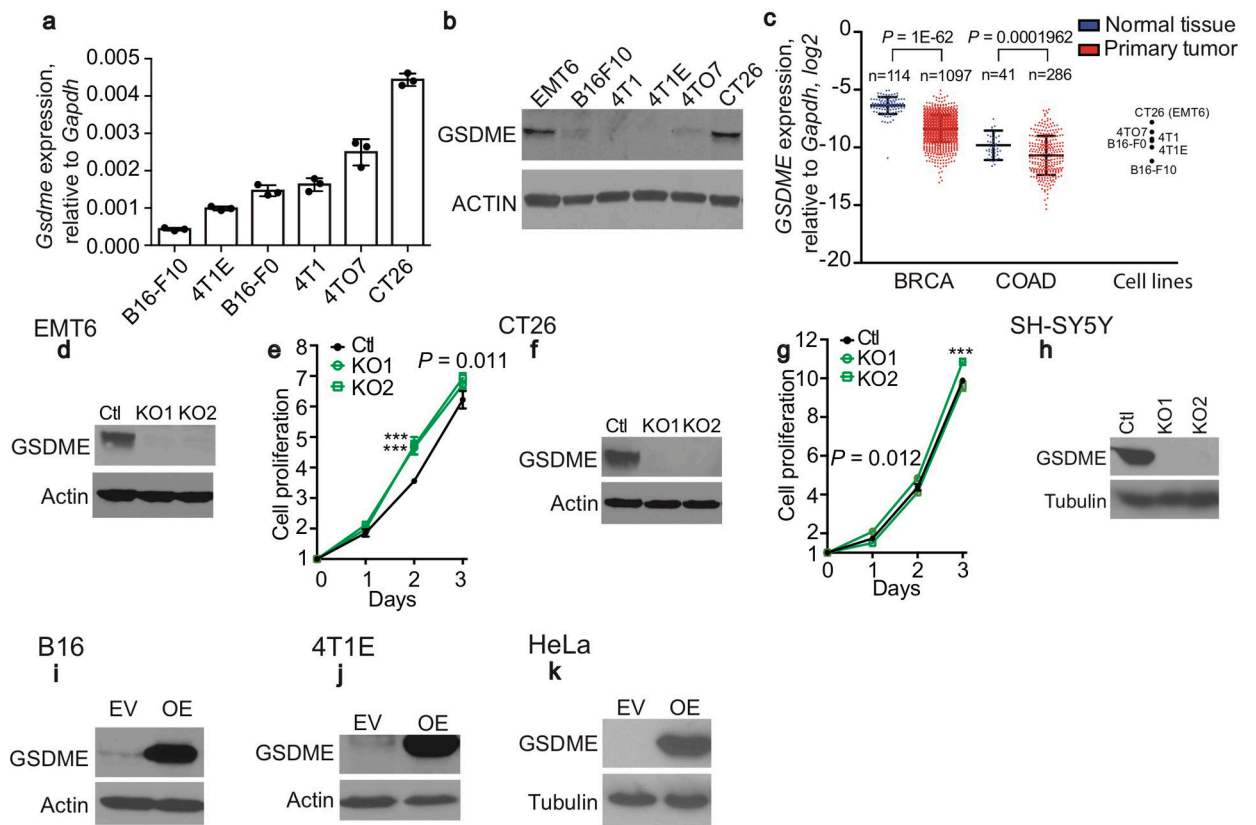 a
Gsdme expression,
relative to Gapdh
0.005
0.004
0.003
0.002
0.001
0.000
B16-F10
4T1E
B16-F0
4T1
4TO7
CT26
b
EMT6
B16F10
4T1
4T1E
4TO7
CT26
GSDME
ACTIN
c
Normal tissue
Primary tumor
GSDME expression,
relative to Gapdh, log2
0
-5
-10
-15
-20
P = 1E-62
P = 0.0001962
n=114 n=1097 n=41 n=286
CT26 (EMT6)
4TO7
4T1
B16-F0
4T1E
B16-F10
BRCA COAD Cell lines
EMT6
d
Ctl KO1 KO2
GSDME
Actin
e
Ctl
KO1
KO2
P = 0.011
***
***
Cell proliferation
8
7
6
5
4
3
2
1
0 1 2 3
Days
CT26
f
Ctl KO1 KO2
GSDME
Actin
g
Ctl
KO1
KO2
***
P = 0.012
Cell proliferation
12
10
8
6
4
2
1
0 1 2 3
Days
SH-SY5Y
h
Ctl KO1 KO2
GSDME
Tubulin
B16
i
EV OE
GSDME
Actin
4T1E
j
EV OE
GSDME
Actin
HeLa
k
EV OE
GSDME
Tubulin